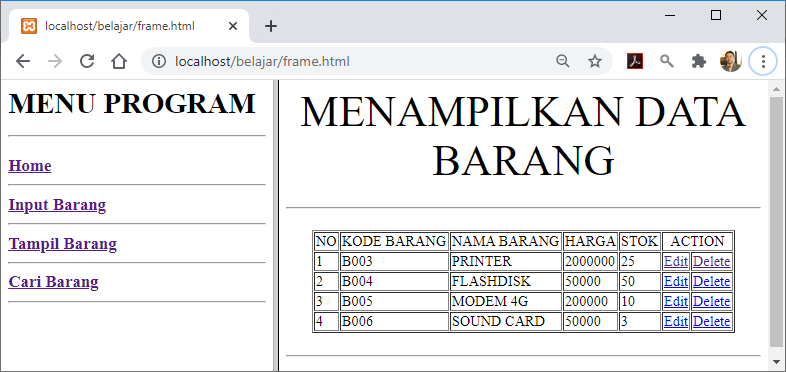 localhost/belajar/frame.html
localhost/belajar/frame.html
MENU PROGRAM
Home
Input Barang
Tampil Barang
Cari Barang
MENAMPILKAN DATA
BARANG
NO KODE BARANG NAMA BARANG HARGA STOK ACTION
1 B003 PRINTER 2000000 25 Edit Delete
2 B004 FLASHDISK 50000 50 Edit Delete
3 B005 MODEM 4G 200000 10 Edit Delete
4 B006 SOUND CARD 50000 3 Edit Delete